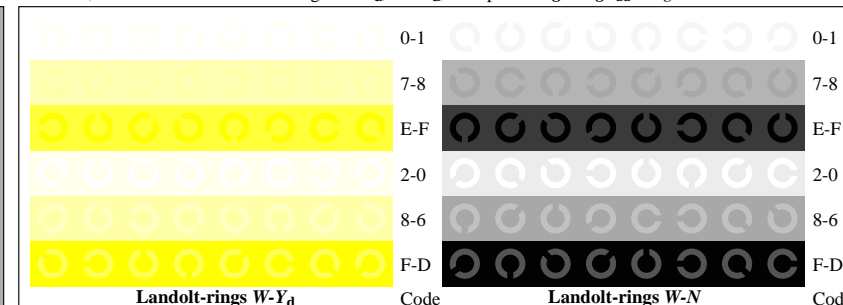 0-1 0-1
7-8 7-8
E-F E-F
2-0 2-0
8-6 8-6
F-D F-D
Landolt-rings W-Yd Code Landolt-rings W-N Cod